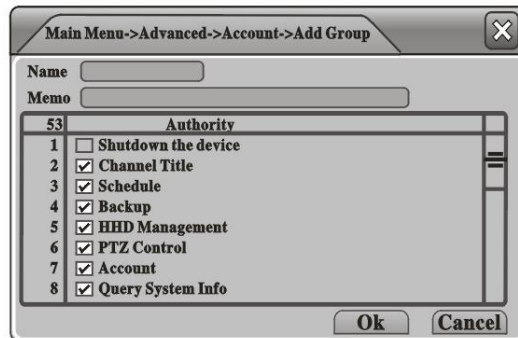 Main Menu->Advanced->Account->Add Group
Name
Memo
53 Authority
1 Shutdown the device
2 Channel Title
3 Schedule
4 Backup
5 HHD Management
6 PTZ Control
7 Account
8 Query System Info
Ok Cancel